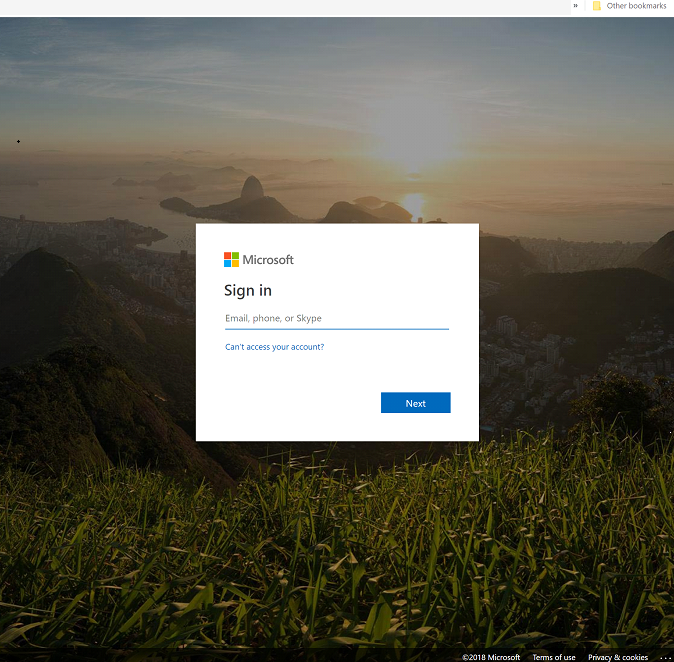 » Other bookmarks
Microsoft
Sign in
Email, phone, or Skype
Can't access your account?
Next
©2018 Microsoft Terms of use Privacy & cookies ...